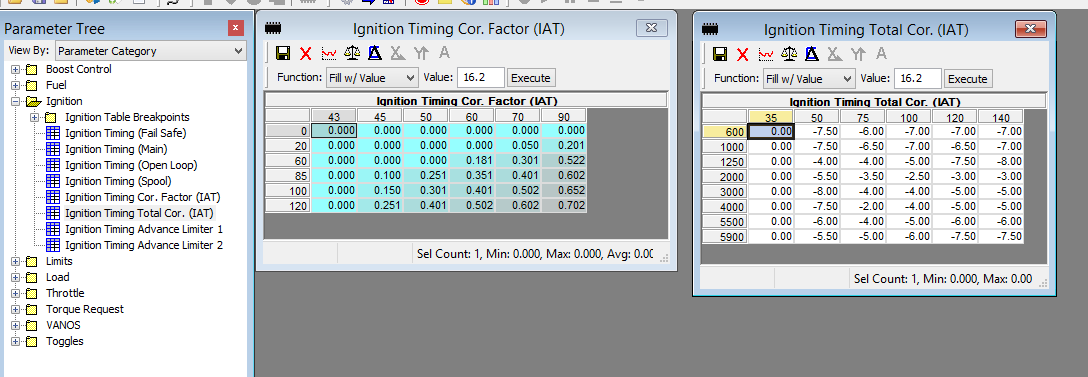 Parameter Tree x
View By: Parameter Category
Boost Control
Fuel
Ignition
Ignition Table Breakpoints
Ignition Timing (Fail Safe)
Ignition Timing (Main)
Ignition Timing (Open Loop)
Ignition Timing (Spool)
Ignition Timing Cor. Factor (IAT)
Ignition Timing Total Cor. (IAT)
Ignition Timing Advance Limiter 1
Ignition Timing Advance Limiter 2
Limits
Load
Throttle
Torque Request
VANOS
Toggles
Ignition Timing Cor. Factor (IAT)
Function: Fill w/ Value Value: 16.2 Execute
Ignition Timing Cor. Factor (IAT)
43 45 50 60 70 90
0 0.000 0.000 0.000 0.000 0.000 0.000
20 0.000 0.000 0.000 0.000 0.050 0.201
60 0.000 0.000 0.000 0.181 0.301 0.522
85 0.000 0.100 0.251 0.351 0.401 0.602
100 0.000 0.150 0.301 0.401 0.502 0.652
120 0.000 0.251 0.401 0.502 0.602 0.702
Sel Count: 1, Min: 0.000, Max: 0.000, Avg: 0.00
Ignition Timing Total Cor. (IAT)
Function: Fill w/ Value Value: 16.2 Execute
Ignition Timing Total Cor. (IAT)
35 50 75 100 120 140
600 0.00 -7.50 -6.00 -7.00 -7.00 -7.00
1000 0.00 -7.50 -6.50 -7.50 -6.50 -7.00
1250 0.00 -4.00 -4.00 -5.00 -7.50 -8.00
2000 0.00 -5.50 -3.50 -2.50 -3.00 -3.00
3000 0.00 -8.00 -4.00 -4.00 -5.00 -5.00
4000 0.00 -7.50 -2.00 -4.00 -5.00 -5.00
5500 0.00 -6.00 -4.00 -5.00 -6.00 -6.00
5900 0.00 -5.50 -5.00 -6.00 -7.50 -7.50
Sel Count: 1, Min: 0.000, Max: 0.00